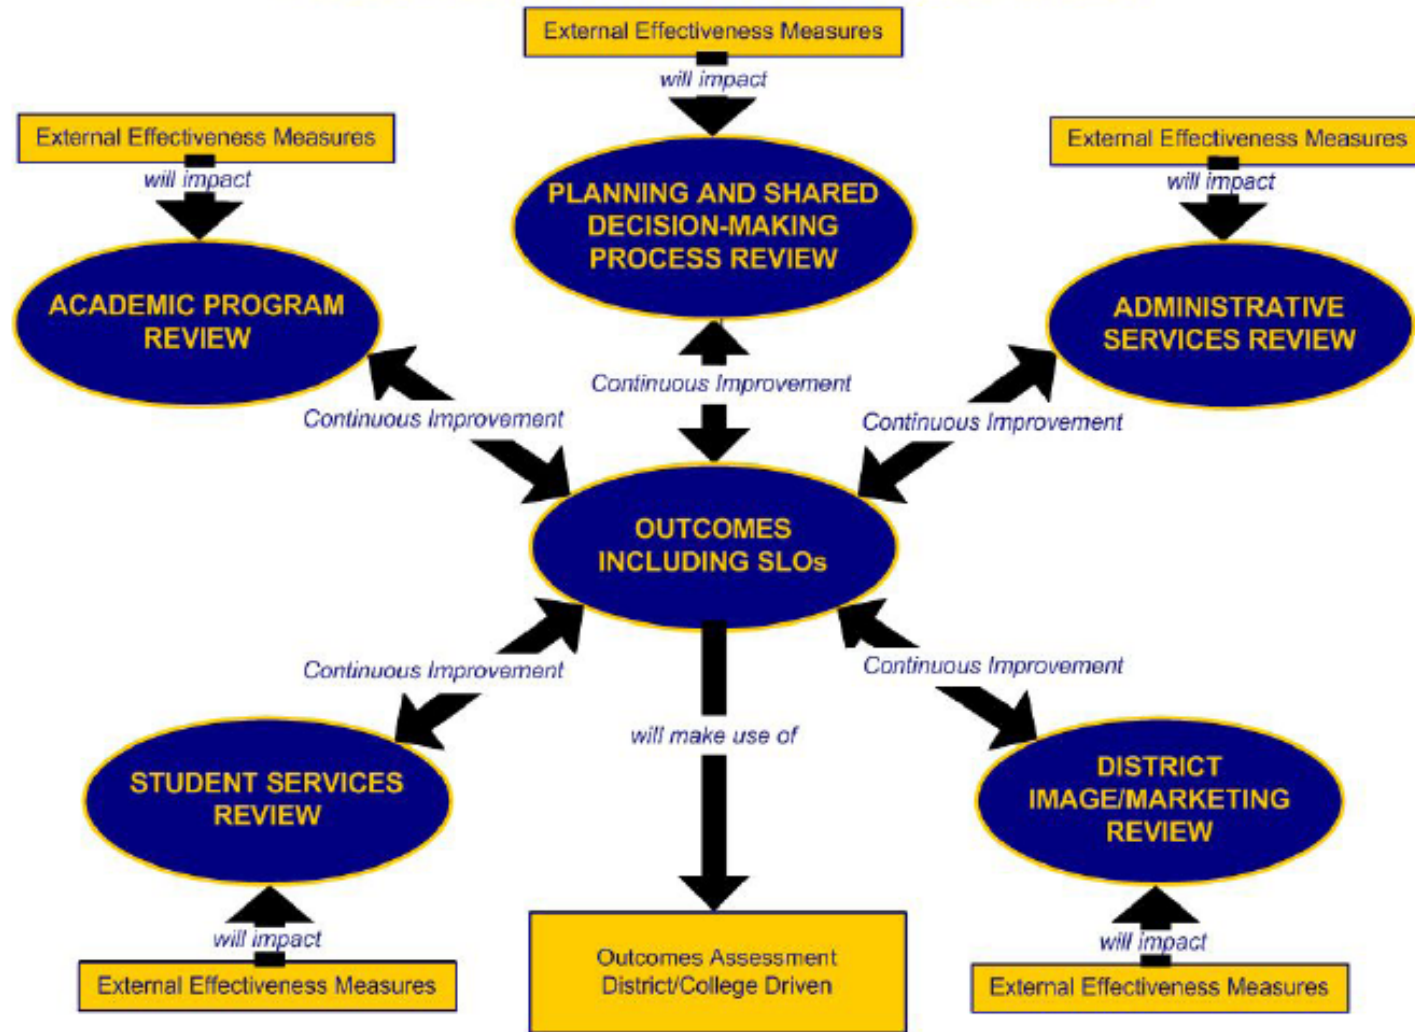 External Effectiveness Measures
will impact
External Effectiveness Measures
will impact
External Effectiveness Measures
will impact
PLANNING AND SHARED
DECISION-MAKING
PROCESS REVIEW
ACADEMIC PROGRAM
REVIEW
ADMINISTRATIVE
SERVICES REVIEW
Continuous Improvement
Continuous Improvement
Continuous Improvement
OUTCOMES
INCLUDING SLOs
Continuous Improvement
Continuous Improvement
will make use of
STUDENT SERVICES
REVIEW
DISTRICT
IMAGE/MARKETING
REVIEW
will impact
External Effectiveness Measures
Outcomes Assessment
District/College Driven
will impact
External Effectiveness Measures